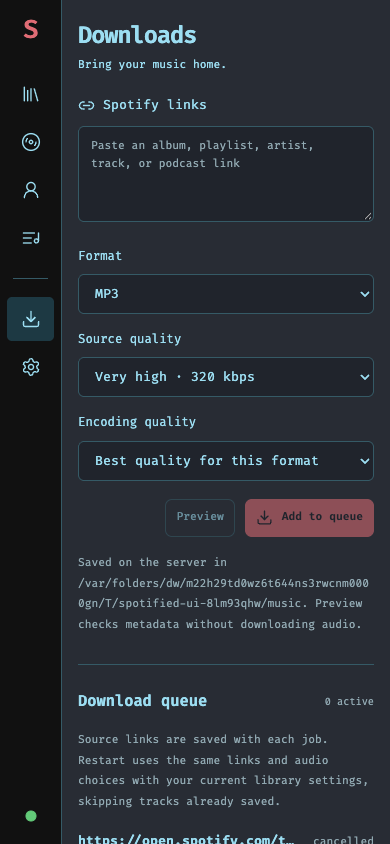 S
Downloads
Bring your music home.
Spotify links
Paste an album, playlist, artist,
track, or podcast link
Format
MP3
Source quality
Very high · 320 kbps
Encoding quality
Best quality for this format
Preview
Add to queue
Saved on the server in
/var/folders/dw/m22h29td0wz6t644ns3rwcnm000
0gn/T/spotified-ui-8lm93qhw/music. Preview
checks metadata without downloading audio.
Download queue
0 active
Source links are saved with each job.
Restart uses the same links and audio
choices with your current library settings,
skipping tracks already saved.
https://open.spotify.com/t…
cancelled